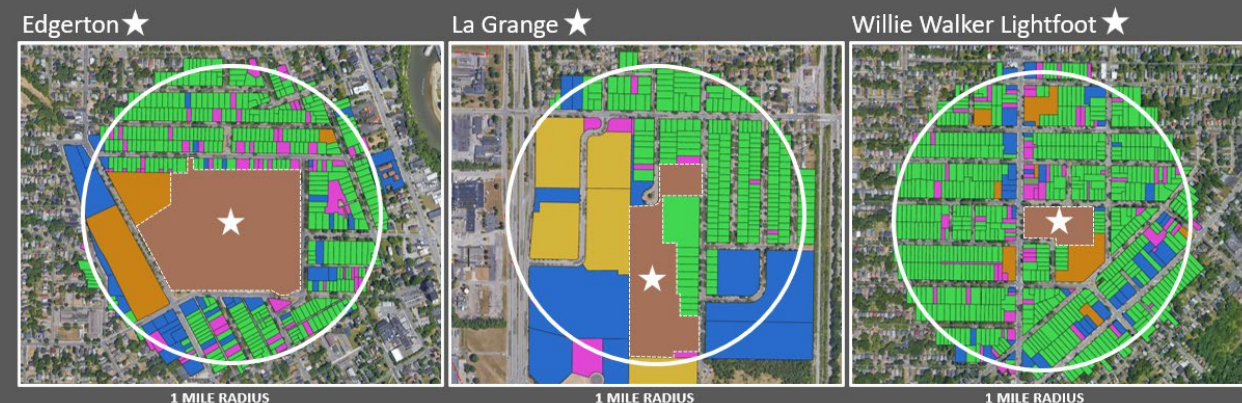 Edgerton
La Grange
Willie Walker Lightfoot
1 MILE RADIUS
1 MILE RADIUS
1 MILE RADIUS